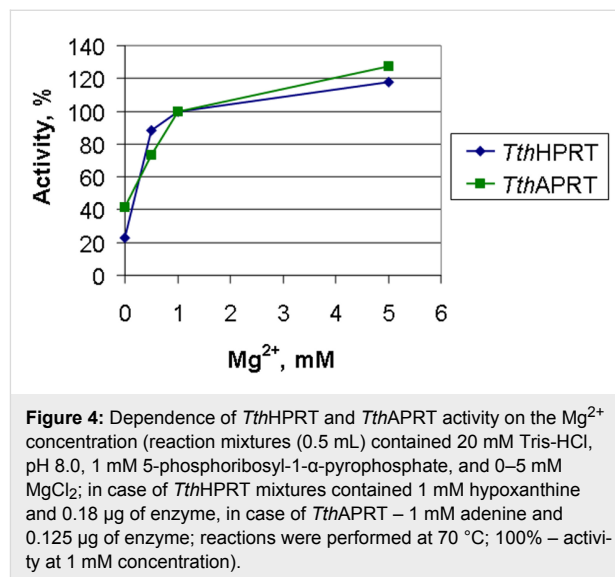 140
120
100
80
60
40
20
0
Activity, %
0 1 2 3 4 5 6
Mg2+, mM
TthHPRT
TthAPRT
Figure 4: Dependence of TthHPRT and TthAPRT activity on the Mg2+
concentration (reaction mixtures (0.5 mL) contained 20 mM Tris-HCl,
pH 8.0, 1 mM 5-phosphoribosyl-1-α-pyrophosphate, and 0–5 mM
MgCl2; in case of TthHPRT mixtures contained 1 mM hypoxanthine
and 0.18 µg of enzyme, in case of TthAPRT – 1 mM adenine and
0.125 µg of enzyme; reactions were performed at 70 °C; 100% – activi-
ty at 1 mM concentration).